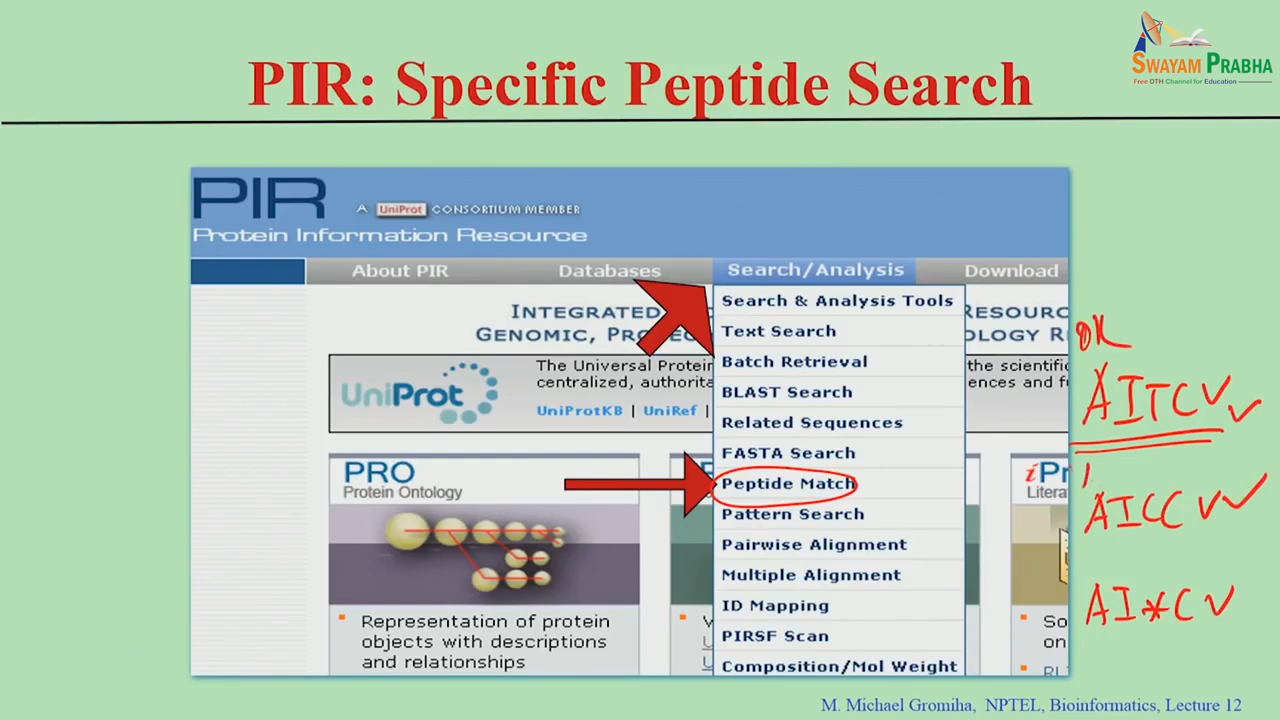 SWAYAM PRABHA
Free DTH Channel for Education
PIR: Specific Peptide Search
PIR
A UniProt CONSORTIUM MEMBER
Protein Information Resource
About PIR
Databases
Search/Analysis
Download
Search & Analysis Tools
Text Search
Batch Retrieval
BLAST Search
Related Sequences
FASTA Search
Peptide Match
Pattern Search
Pairwise Alignment
Multiple Alignment
ID Mapping
PIRSF Scan
Composition/Mol Weight
INTEGRATED
RESOUR
GENOMIC, PRO
OLOGY R
UniProt
The Universal Protei
the scientifi
centralized, authorita
ences and fu
UniProtKB | UniRef |
PRO
Protein Ontology
iPr
Litera
Representation of protein
objects with descriptions
and relationships
So
on
AITCV
AICCV
AI*CV
M. Michael Gromiha, NPTEL, Bioinformatics, Lecture 12